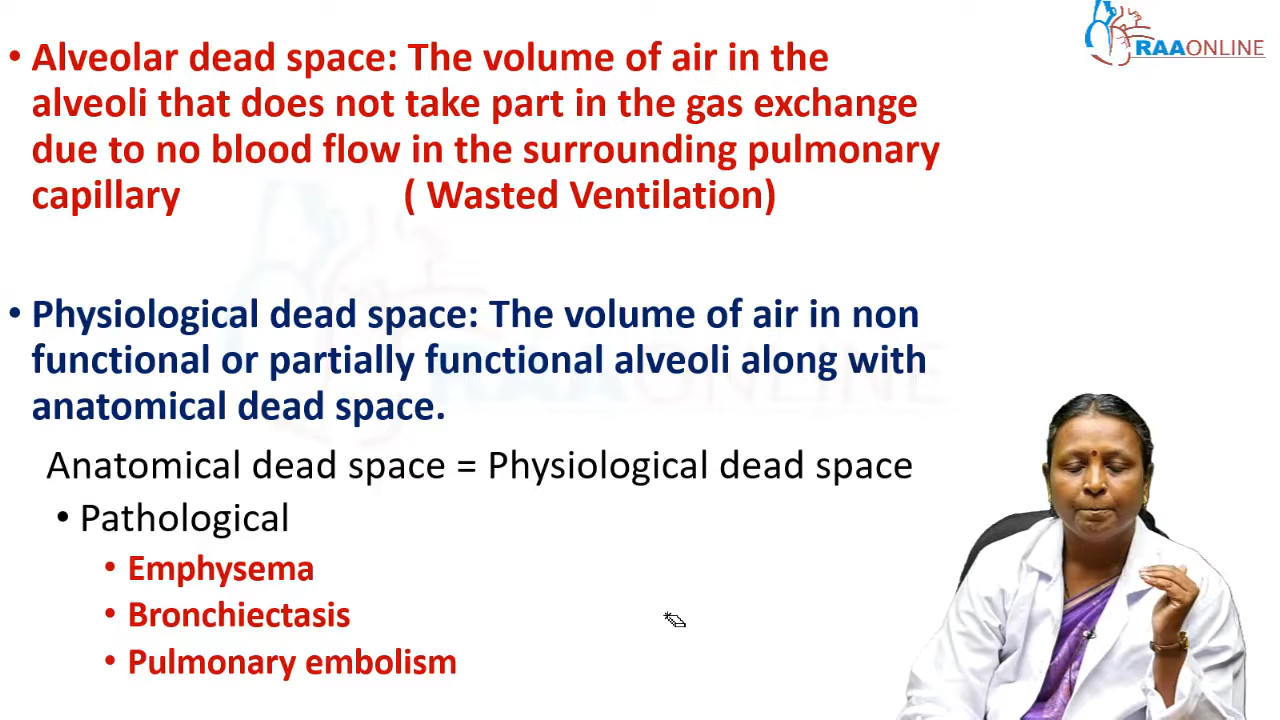 RAAONLINE
• Alveolar dead space: The volume of air in the
alveoli that does not take part in the gas exchange
due to no blood flow in the surrounding pulmonary
capillary ( Wasted Ventilation)
• Physiological dead space: The volume of air in non
functional or partially functional alveoli along with
anatomical dead space.
RAAONLINE
Anatomical dead space = Physiological dead space
• Pathological
• Emphysema
• Bronchiectasis
• Pulmonary embolism